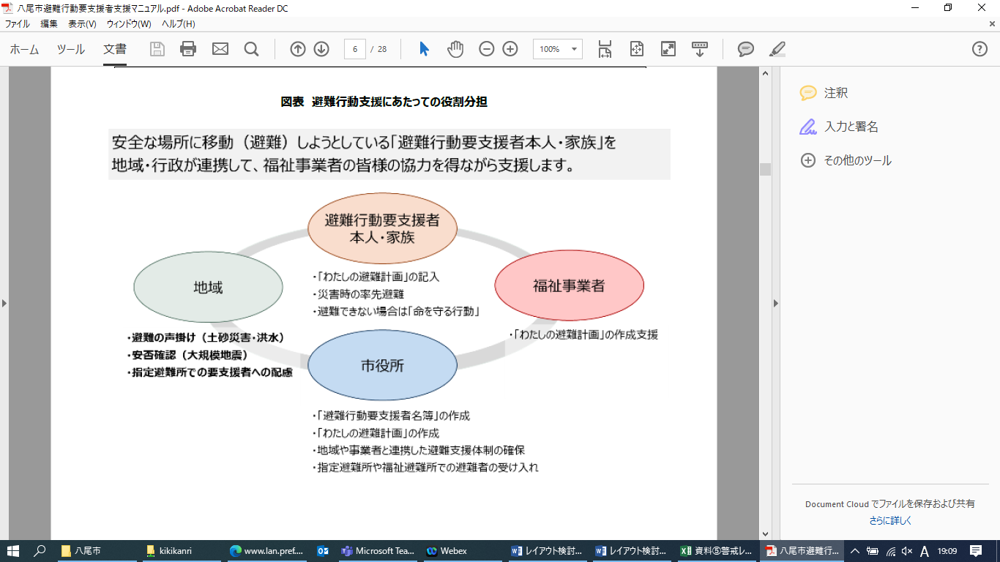 八尾市避難行動要支援者支援マニュアル.pdf - Adobe Acrobat Reader DC
ファイル 編集 表示(V) ウィンドウ(W) ヘルプ(H)
ホーム ツール 文書 6 / 28 100%
図表 避難行動支援にあたっての役割分担
安全な場所に移動（避難）しようとしている「避難行動要支援者本人・家族」を
地域・行政が連携して、福祉事業者の皆様の協力を得ながら支援します。
避難行動要支援者
本人・家族
・「わたしの避難計画」の記入
・災害時の率先避難
・避難できない場合は「命を守る行動」
地域
・避難の声掛け（土砂災害・洪水）
・安否確認（大規模地震）
・指定避難所での要支援者への配慮
福祉事業者
・「わたしの避難計画」の作成支援
市役所
・「避難行動要支援者名簿」の作成
・「わたしの避難計画」の作成
・地域や事業者と連携した避難支援体制の確保
・指定避難所や福祉避難所での避難者の受け入れ
注釈
入力と署名
その他のツール
Document Cloud でファイルを保存および共有
さらに詳しく
八尾市 kikikanri www.lan.pref.... Microsoft Tea... Webex レイアウト検討... レイアウト検討... 資料⑤警戒レ... 八尾市避難行... A 19:09